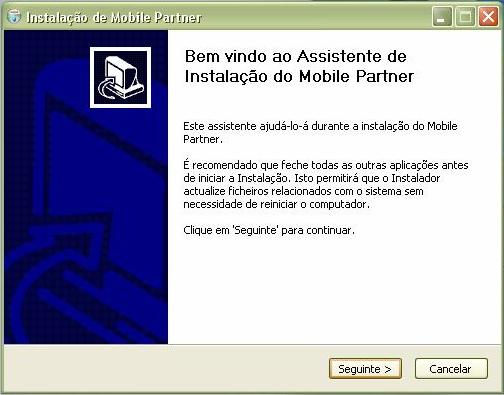 Instalação de Mobile Partner
Bem vindo ao Assistente de
Instalação do Mobile Partner
Este assistente ajudá-lo-á durante a instalação do Mobile
Partner.
É recomendado que feche todas as outras aplicações antes
de iniciar a Instalação. Isto permitirá que o Instalador
actualize ficheiros relacionados com o sistema sem
necessidade de reiniciar o computador.
Clique em 'Seguinte' para continuar.
Seguinte >
Cancelar